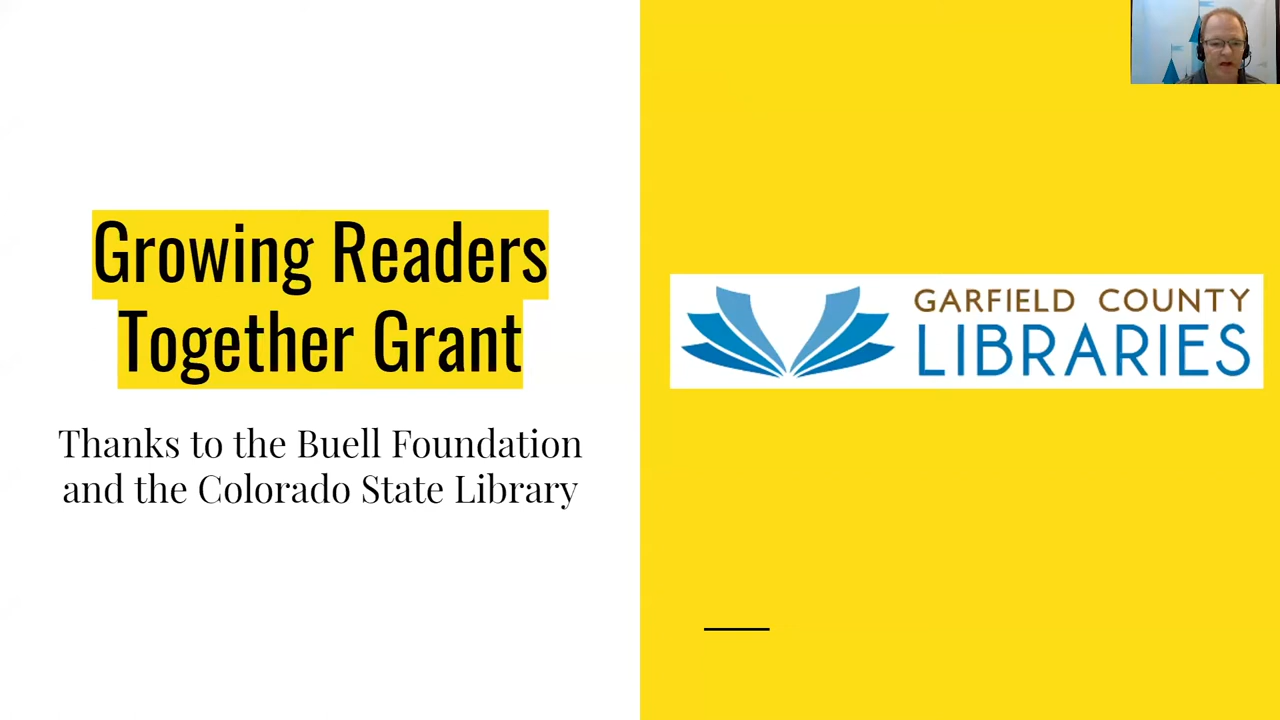 Growing Readers
Together Grant
Thanks to the Buell Foundation
and the Colorado State Library
GARFIELD COUNTY
LIBRARIES